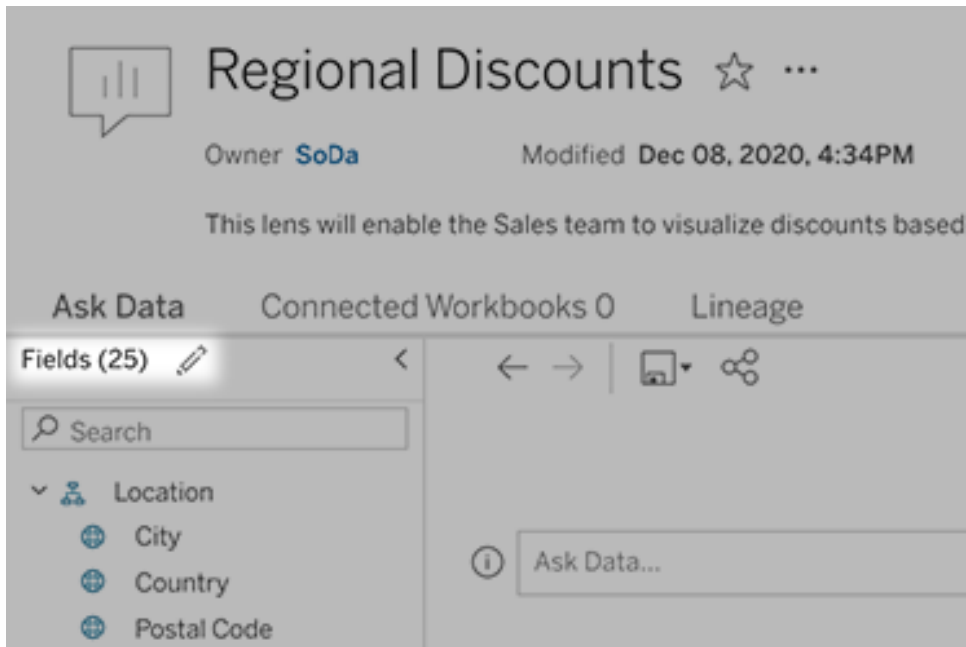 Regional Discounts
Owner SoDa Modified Dec 08, 2020, 4:34PM
This lens will enable the Sales team to visualize discounts based
Ask Data Connected Workbooks 0 Lineage
Fields (25)
Search
Location
City
Ask Data...
Country
Postal Code